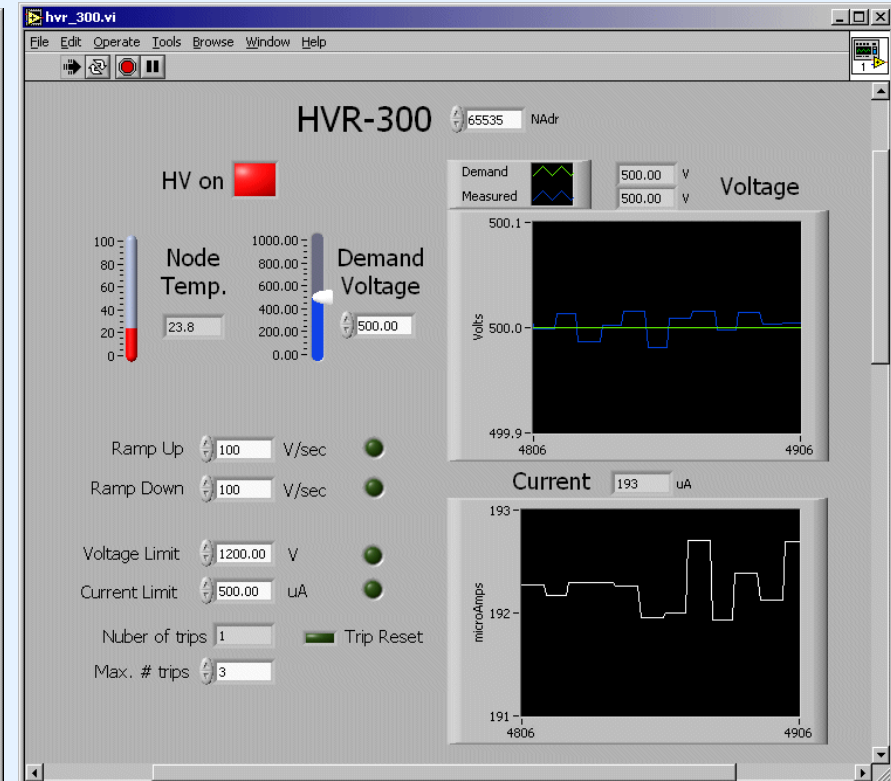 hvr_300.vi
File Edit Operate Tools Browse Window Help
1
HVR-300 65535 NAdr
HV on
Demand 500.00 V
Measured 500.00 V
Voltage
100
80
60
40
20
0
Node
Temp.
23.8
1000.00
800.00
600.00
400.00
200.00
0.00
Demand
Voltage
500.00
500.1
500.0
499.9
Volts
4806 4906
Ramp Up 100 V/sec
Ramp Down 100 V/sec
Voltage Limit 1200.00 V
Current Limit 500.00 uA
Nuber of trips 1 Trip Reset
Max. # trips 3
Current 193 uA
193
192
191
microAmps
4806 4906